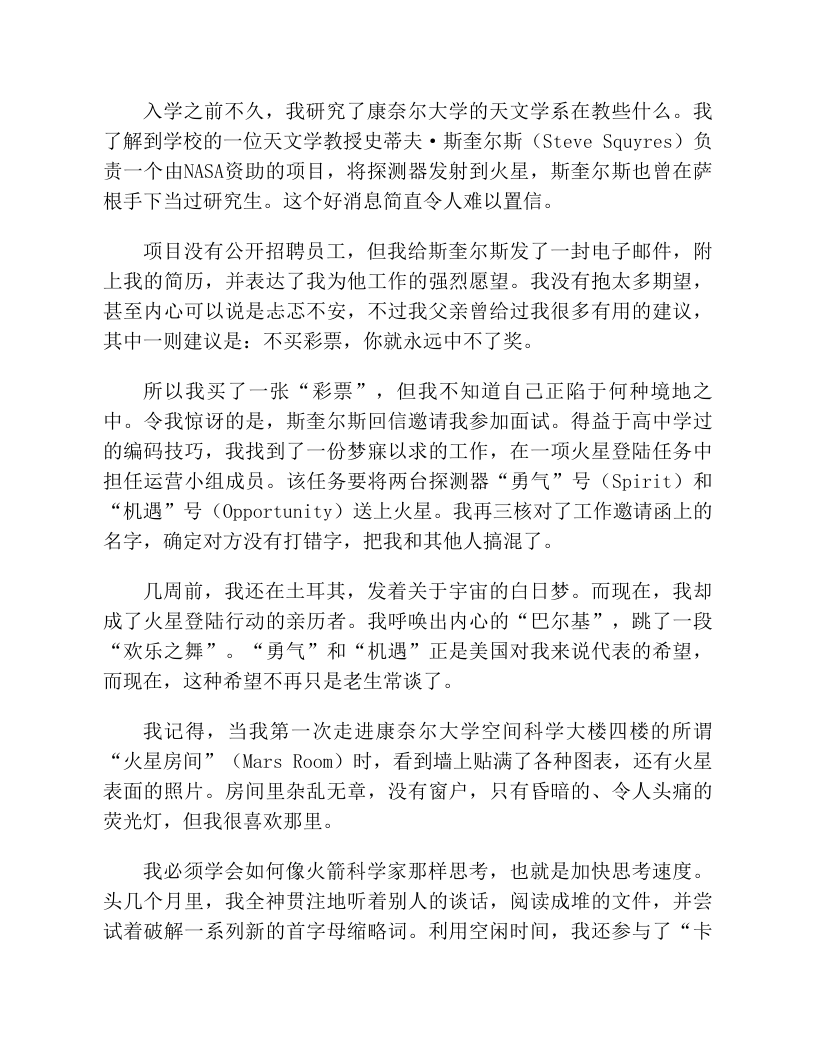 入学之前不久，我研究了康奈尔大学的天文学系在教些什么。我
了解到学校的一位天文学教授史蒂夫·斯奎尔斯（Steve Squyres）负
责一个由NASA资助的项目，将探测器发射到火星，斯奎尔斯也曾在萨
根手下当过研究生。这个好消息简直令人难以置信。
项目没有公开招聘员工，但我给斯奎尔斯发了一封电子邮件，附
上我的简历，并表达了我为他工作的强烈愿望。我没有抱太多期望，
甚至内心可以说是忐忑不安，不过我父亲曾给过我很多有用的建议，
其中一则建议是：不买彩票，你就永远中不了奖。
所以我买了一张“彩票”，但我不知道自己正陷于何种境地之
中。令我惊讶的是，斯奎尔斯回信邀请我参加面试。得益于高中学过
的编码技巧，我找到了一份梦寐以求的工作，在一项火星登陆任务中
担任运营小组成员。该任务要将两台探测器“勇气”号（Spirit）和
“机遇”号（Opportunity）送上火星。我再三核对了工作邀请函上的
名字，确定对方没有打错字，把我和其他人搞混了。
几周前，我还在土耳其，发着关于宇宙的白日梦。而现在，我却
成了火星登陆行动的亲历者。我呼唤出内心的“巴尔基”，跳了一段
“欢乐之舞”。“勇气”和“机遇”正是美国对我来说代表的希望，
而现在，这种希望不再只是老生常谈了。
我记得，当我第一次走进康奈尔大学空间科学大楼四楼的所谓
“火星房间”（Mars Room）时，看到墙上贴满了各种图表，还有火星
表面的照片。房间里杂乱无章，没有窗户，只有昏暗的、令人头痛的
荧光灯，但我很喜欢那里。
我必须学会如何像火箭科学家那样思考，也就是加快思考速度。
头几个月里，我全神贯注地听着别人的谈话，阅读成堆的文件，并尝
试着破解一系列新的首字母缩略词。利用空闲时间，我还参与了“卡